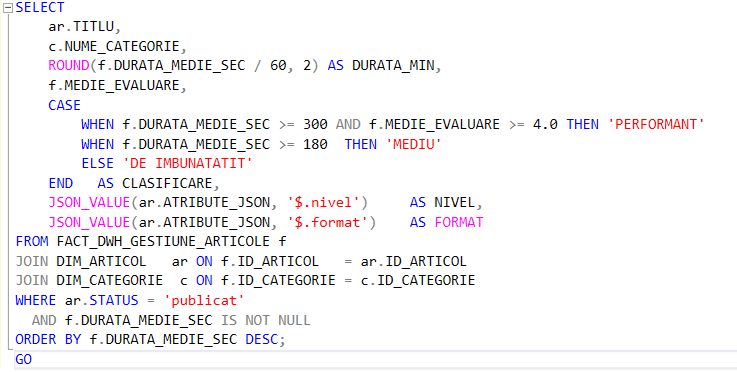 SELECT
    ar.TITLU,
    c.NUME_CATEGORIE,
    ROUND(f.DURATA_MEDIE_SEC / 60, 2) AS DURATA_MIN,
    f.MEDIE_EVALUARE,
    CASE
        WHEN f.DURATA_MEDIE_SEC >= 300 AND f.MEDIE_EVALUARE >= 4.0 THEN 'PERFORMANT'
        WHEN f.DURATA_MEDIE_SEC >= 180  THEN 'MEDIU'
        ELSE 'DE IMBUNATATIT'
    END   AS CLASIFICARE,
    JSON_VALUE(ar.ATRIBUTE_JSON, '$.nivel')     AS NIVEL,
    JSON_VALUE(ar.ATRIBUTE_JSON, '$.format')    AS FORMAT
FROM FACT_DWH_GESTIUNE_ARTICOLE f
JOIN DIM_ARTICOL   ar ON f.ID_ARTICOL   = ar.ID_ARTICOL
JOIN DIM_CATEGORIE  c ON f.ID_CATEGORIE = c.ID_CATEGORIE
WHERE ar.STATUS = 'publicat'
  AND f.DURATA_MEDIE_SEC IS NOT NULL
ORDER BY f.DURATA_MEDIE_SEC DESC;
GO